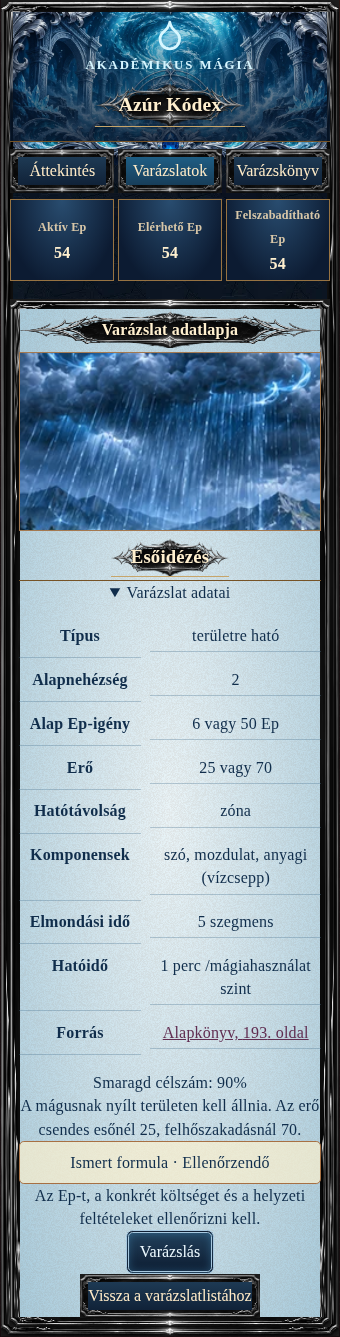 AKADÉMIKUS MÁGIA
Azúr Kódex
Áttekintés
Varázslatok
Varázskönyv
Aktív Ep
54
Elérhető Ep
54
Felszabadítható
Ep
54
Varázslat adatlapja
Esőidézés
▼ Varázslat adatai
Típus
területre ható
Alapnehézség
2
Alap Ep-igény
6 vagy 50 Ep
Erő
25 vagy 70
Hatótávolság
zóna
Komponensek
szó, mozdulat, anyagi
(vízcsepp)
Elmondási idő
5 szegmens
Hatóidő
1 perc /mágiahasználat
szint
Forrás
Alapkönyv, 193. oldal
Smaragd célszám: 90%
A mágusnak nyílt területen kell állnia. Az erő
csendes esőnél 25, felhőszakadásnál 70.
Ismert formula · Ellenőrzendő
Az Ep-t, a konkrét költséget és a helyzeti
feltételeket ellenőrizni kell.
Varázslás
Vissza a varázslatlistához